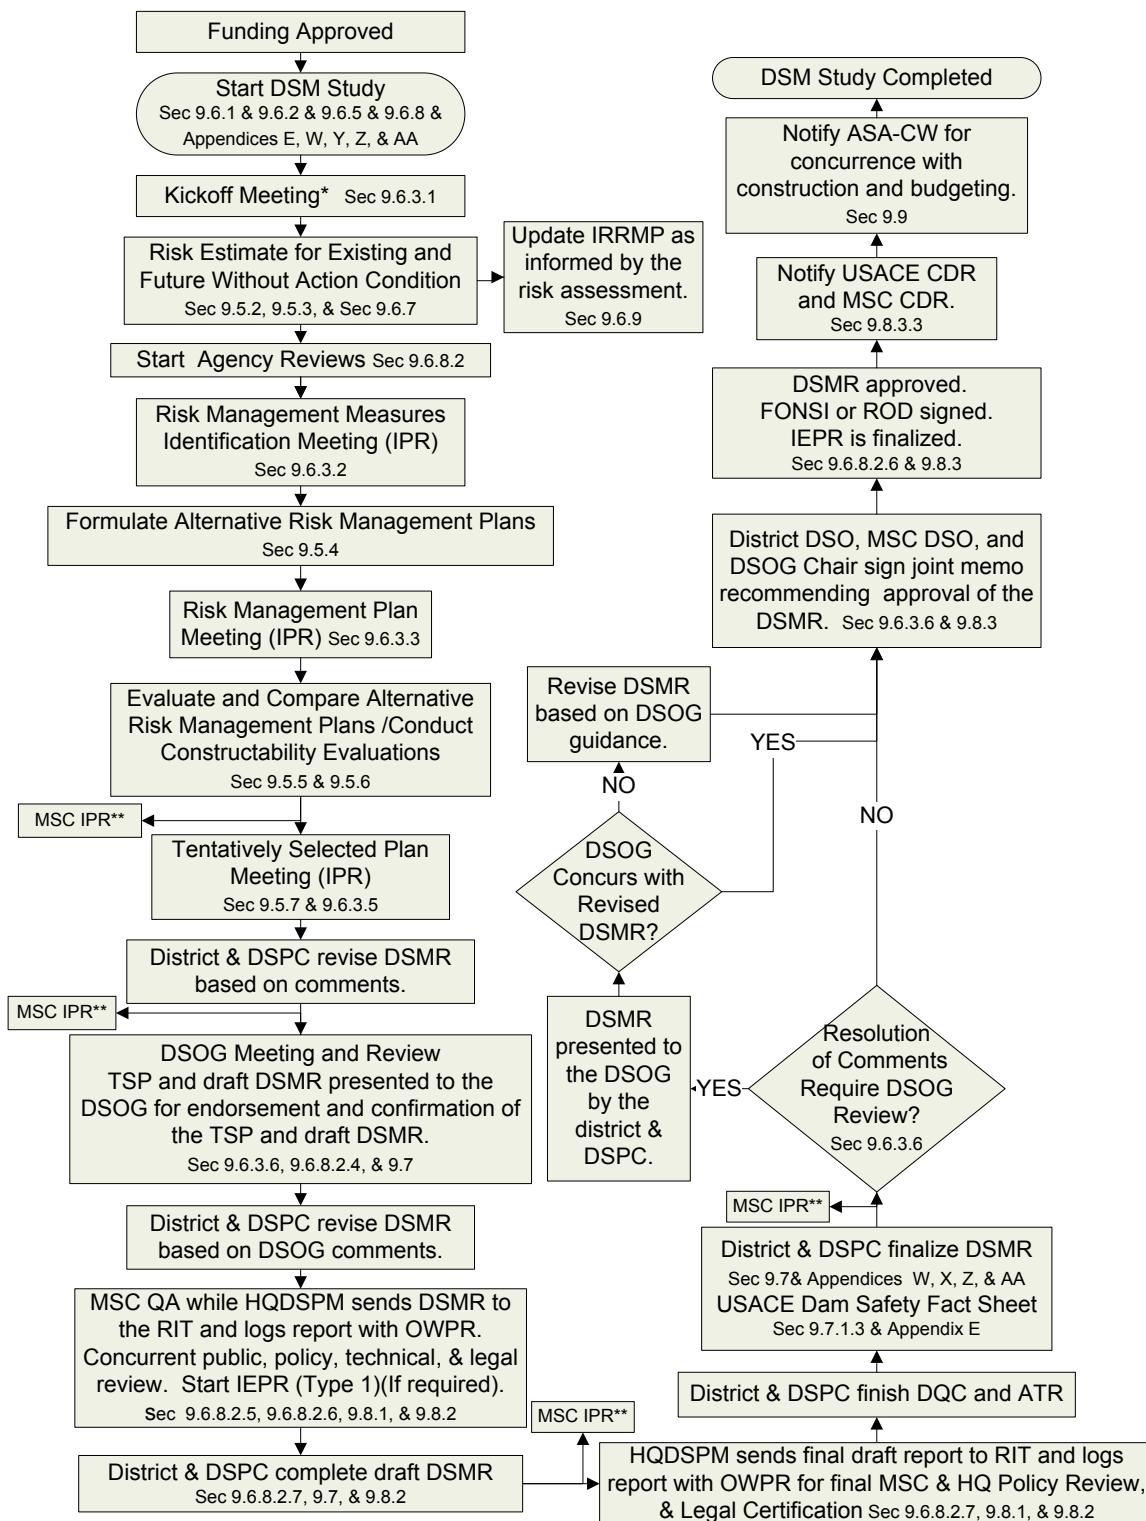 Funding Approved
Start DSM Study
Sec 9.6.1 & 9.6.2 & 9.6.5 & 9.6.8 &
Appendices E, W, Y, Z, & AA
Kickoff Meeting* Sec 9.6.3.1
Risk Estimate for Existing and
Future Without Action Condition
Sec 9.5.2, 9.5.3, & Sec 9.6.7
Update IRRMP as
informed by the
risk assessment.
Sec 9.6.9
Start Agency Reviews Sec 9.6.8.2
Risk Management Measures
Identification Meeting (IPR)
Sec 9.6.3.2
Formulate Alternative Risk Management Plans
Sec 9.5.4
Risk Management Plan
Meeting (IPR) Sec 9.6.3.3
Evaluate and Compare Alternative
Risk Management Plans /Conduct
Constructability Evaluations
Sec 9.5.5 & 9.5.6
MSC IPR**
Tentatively Selected Plan
Meeting (IPR)
Sec 9.5.7 & 9.6.3.5
District & DSPC revise DSMR
based on comments.
MSC IPR**
DSOG Meeting and Review
TSP and draft DSMR presented to the
DSOG for endorsement and confirmation of
the TSP and draft DSMR.
Sec 9.6.3.6, 9.6.8.2.4, & 9.7
District & DSPC revise DSMR
based on DSOG comments.
MSC QA while HQDSPM sends DSMR to
the RIT and logs report with OWPR.
Concurrent public, policy, technical, & legal
review. Start IEPR (Type 1)(If required).
Sec 9.6.8.2.5, 9.6.8.2.6, 9.8.1, & 9.8.2
District & DSPC complete draft DSMR
Sec 9.6.8.2.7, 9.7, & 9.8.2
MSC IPR**
HQDSPM sends final draft report to RIT and logs
report with OWPR for final MSC & HQ Policy Review,
& Legal Certification Sec 9.6.8.2.7, 9.8.1, & 9.8.2
District & DSPC finish DQC and ATR
District & DSPC finalize DSMR
Sec 9.7& Appendices W, X, Z, & AA
USACE Dam Safety Fact Sheet
Sec 9.7.1.3 & Appendix E
MSC IPR**
Resolution
of Comments
Require DSOG
Review?
Sec 9.6.3.6
YES
DSMR
presented to
the DSOG
by the
district &
DSPC.
DSOG
Concurs with
Revised
DSMR?
NO
Revise DSMR
based on DSOG
guidance.
YES
NO
District DSO, MSC DSO, and
DSOG Chair sign joint memo
recommending approval of the
DSMR. Sec 9.6.3.6 & 9.8.3
DSMR approved.
FONSI or ROD signed.
IEPR is finalized.
Sec 9.6.8.2.6 & 9.8.3
Notify USACE CDR
and MSC CDR.
Sec 9.8.3.3
Notify ASA-CW for
concurrence with
construction and budgeting.
Sec 9.9
DSM Study Completed